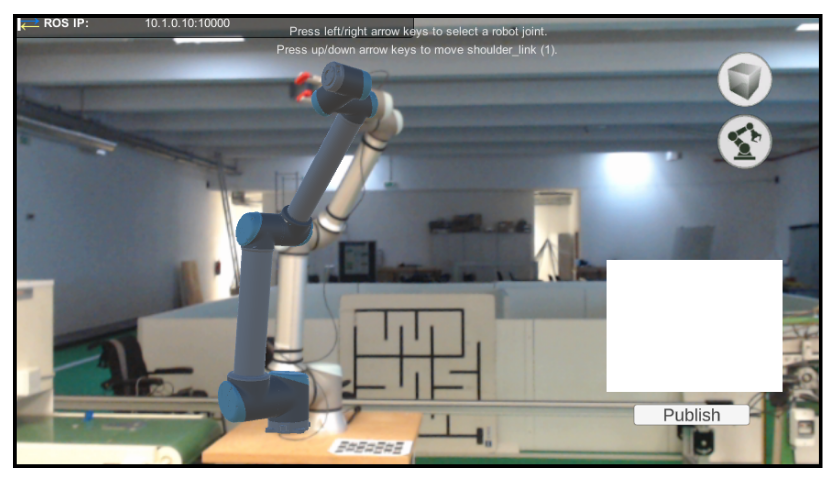 ROS IP: 10.1.0.10:10000
Press left/right arrow keys to select a robot joint.
Press up/down arrow keys to move shoulder_link (1).
Publish